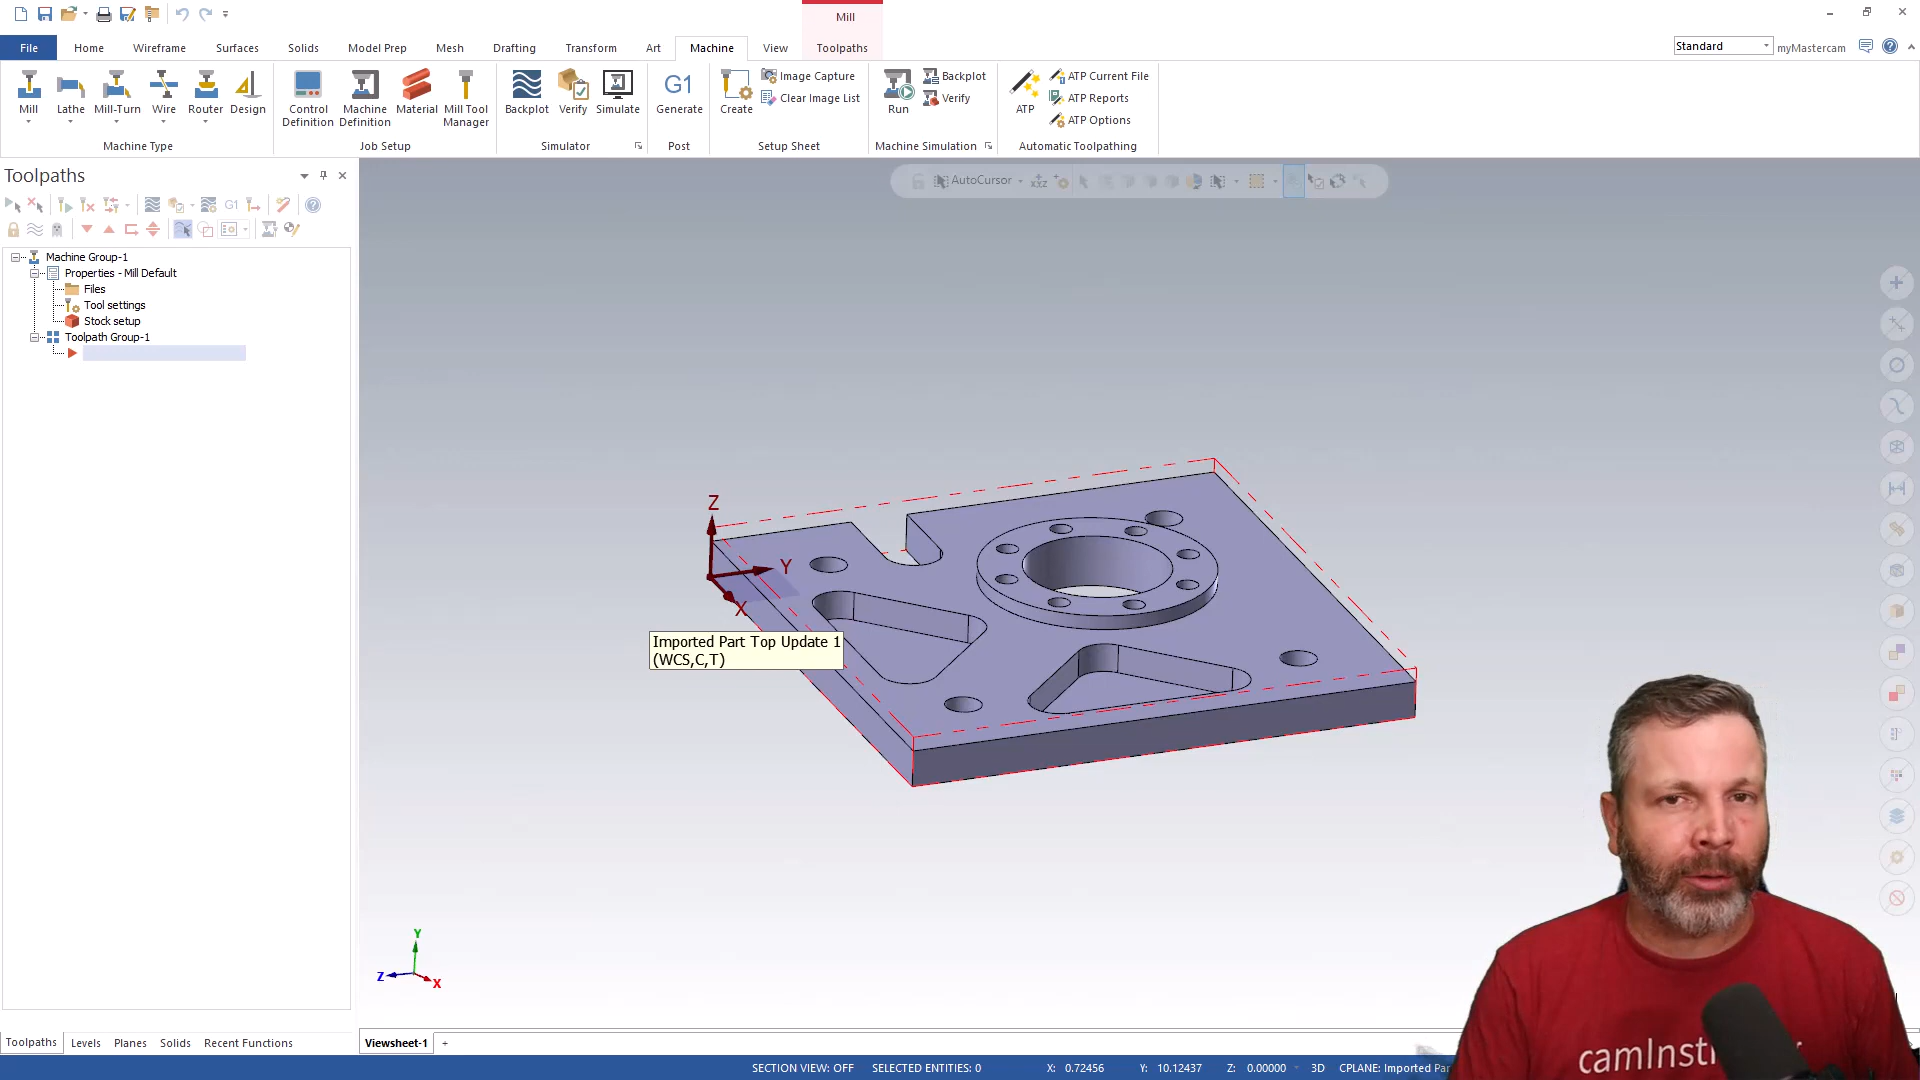 Mill
File
Home
Wireframe
Surfaces
Solids
Model Prep
Mesh
Drafting
Transform
Art
Machine
View
Toolpaths
Standard
myMastercam
Mill
Lathe
Mill-Turn
Wire
Router
Design
Machine Type
Control Definition
Machine Definition
Material
Mill Tool Manager
Job Setup
Backplot
Verify
Simulate
Simulator
G1
Generate
Post
Create
Image Capture
Clear Image List
Setup Sheet
Run
Backplot
Verify
Machine Simulation
ATP
ATP Current File
ATP Reports
ATP Options
Automatic Toolpathing
Toolpaths
G1
Machine Group-1
Properties - Mill Default
Files
Tool settings
Stock setup
Toolpath Group-1
AutoCursor
Z
Y
X
Imported Part Top Update 1
(WCS,C,T)
Y
Z
X
Toolpaths
Levels
Planes
Solids
Recent Functions
Viewsheet-1
+
SECTION VIEW: OFF
SELECTED ENTITIES: 0
X: 0.72456
Y: 10.12437
Z: 0.00000
3D
CPLANE: Imported